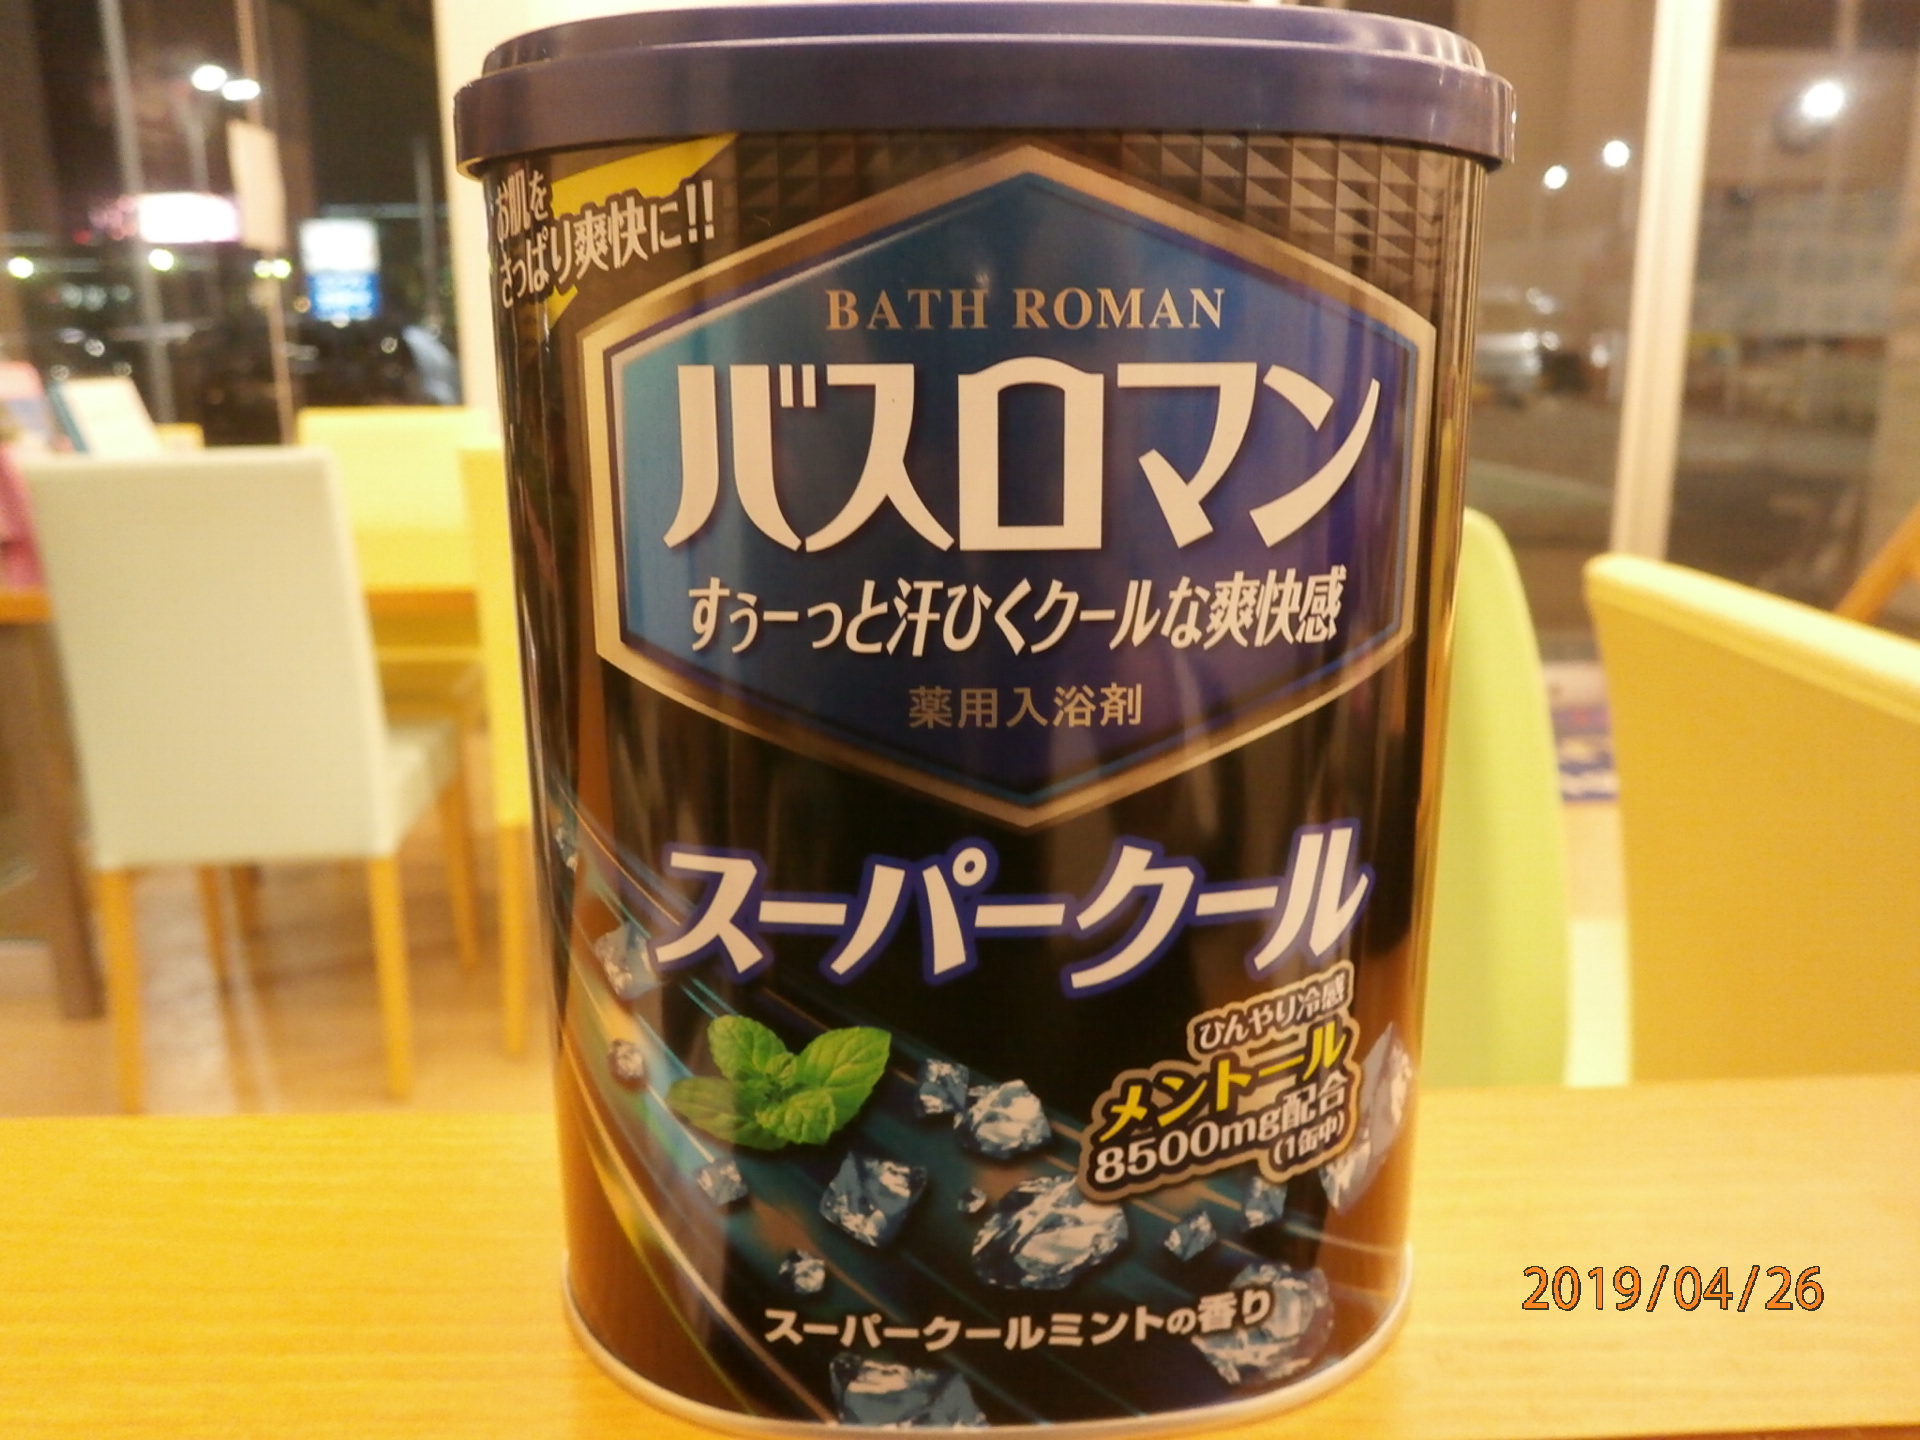 お肌を
さっぱり爽快に!!
BATH ROMAN
バスロマン
すぅーっと汗ひくクールな爽快感
薬用入浴剤
スーパークール
ひんやり冷感
メントール
8500mg配合
(1缶中)
スーパークールミントの香り
2019/04/26